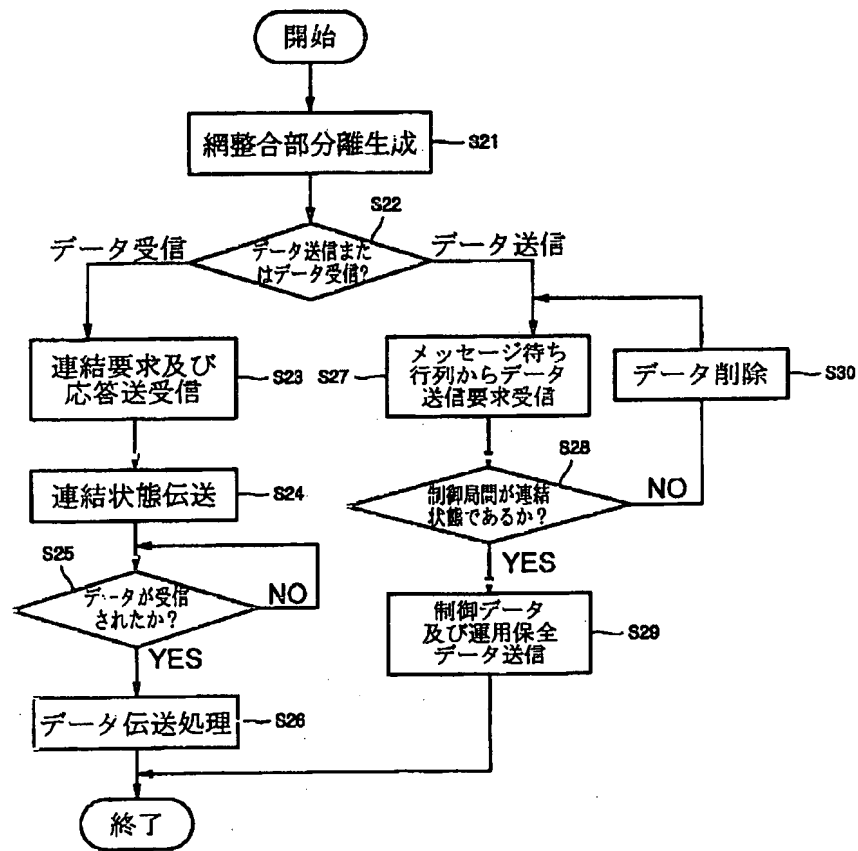 開始
網整合部分離生成
S21
S22
データ受信
データ送信また
はデータ受信?
データ送信
連結要求及び
応答送受信
S23
S27
メッセージ待ち
行列からデータ
送信要求受信
データ削除
S30
連結状態伝送
S24
S28
制御局間が連結
状態であるか?
NO
YES
S25
データが受信
されたか?
NO
YES
制御データ
及び運用保全
データ送信
S29
データ伝送処理
S26
終了